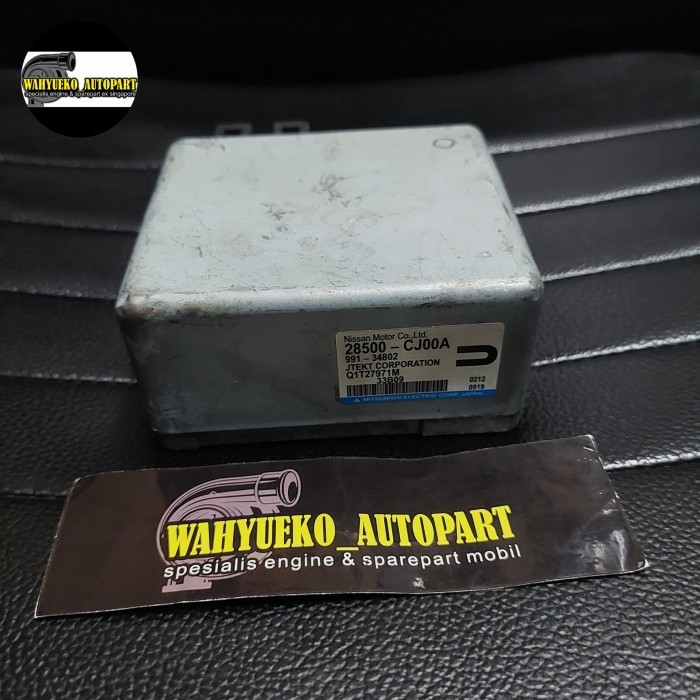 WAHYUEKO_AUTOPART
spesialis engine & sparepart ex singapore
Nissan Motor Co.,Ltd.
28500-CJ00A
991-34802
JTEKT CORPORATION
Q1T27971M
33B09
0212
0919
MITSUBISHI ELECTRIC CORP. JAPAN
WAHYUEKO_AUTOPART
spesialis engine & sparepart mobil